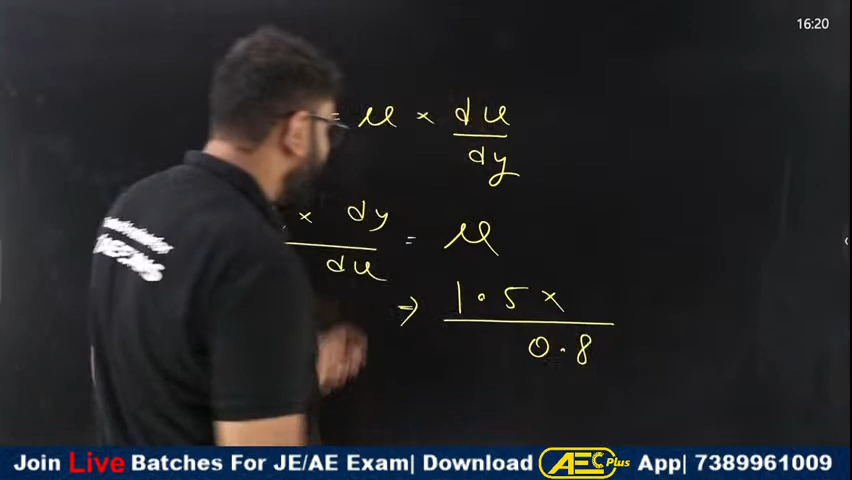 16:20
= μ × du
dy
× dy
du
= μ
⇒ 1.5 ×
0.8
Join Live Batches For JE/AE Exam| Download AEC Plus App| 7389961009